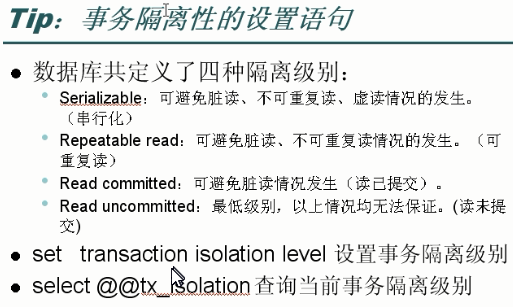 Tip：事务隔离性的设置语句
数据库共定义了四种隔离级别：
Serializable：可避免脏读、不可重复读、虚读情况的发生。
（串行化）
Repeatable read：可避免脏读、不可重复读情况的发生。（可
重复读）
Read committed：可避免脏读情况发生（读已提交）。
Read uncommitted：最低级别，以上情况均无法保证。(读未提
交)
set transaction isolation level 设置事务隔离级别
select @@tx_isolation 查询当前事务隔离级别